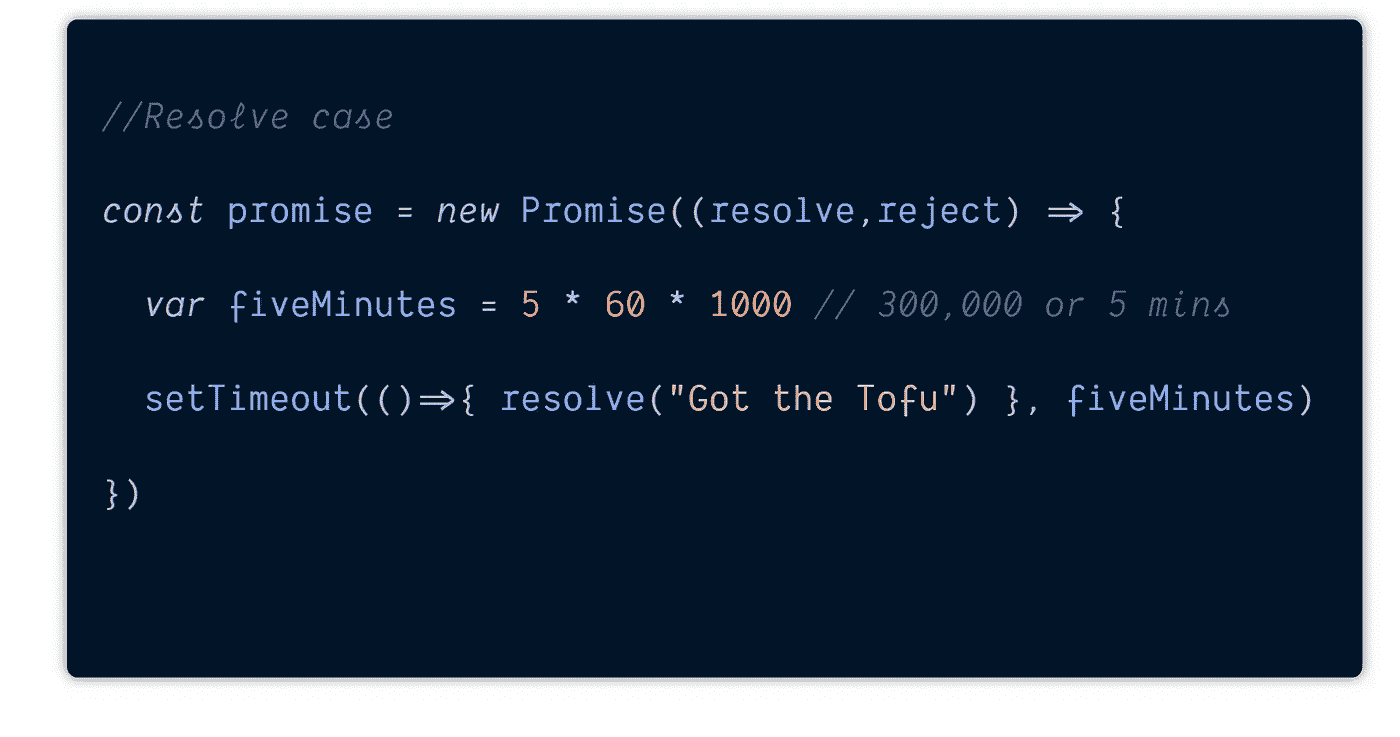 //Resolve case
const promise = new Promise((resolve,reject) => {
var fiveMinutes = 5 * 60 * 1000 // 300,000 or 5 mins
setTimeout(()=>{ resolve("Got the Tofu") }, fiveMinutes)
})